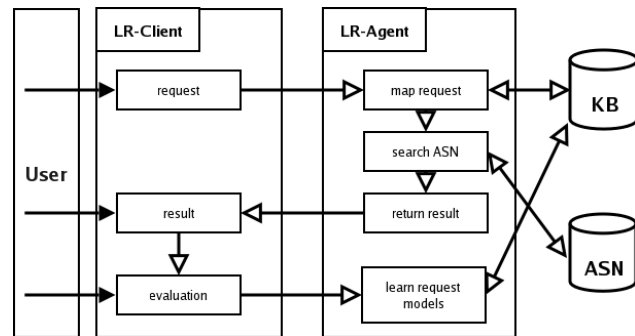 LR-Client
LR-Agent
request
map request
KB
search ASN
User
result
return result
ASN
evaluation
learn request
models